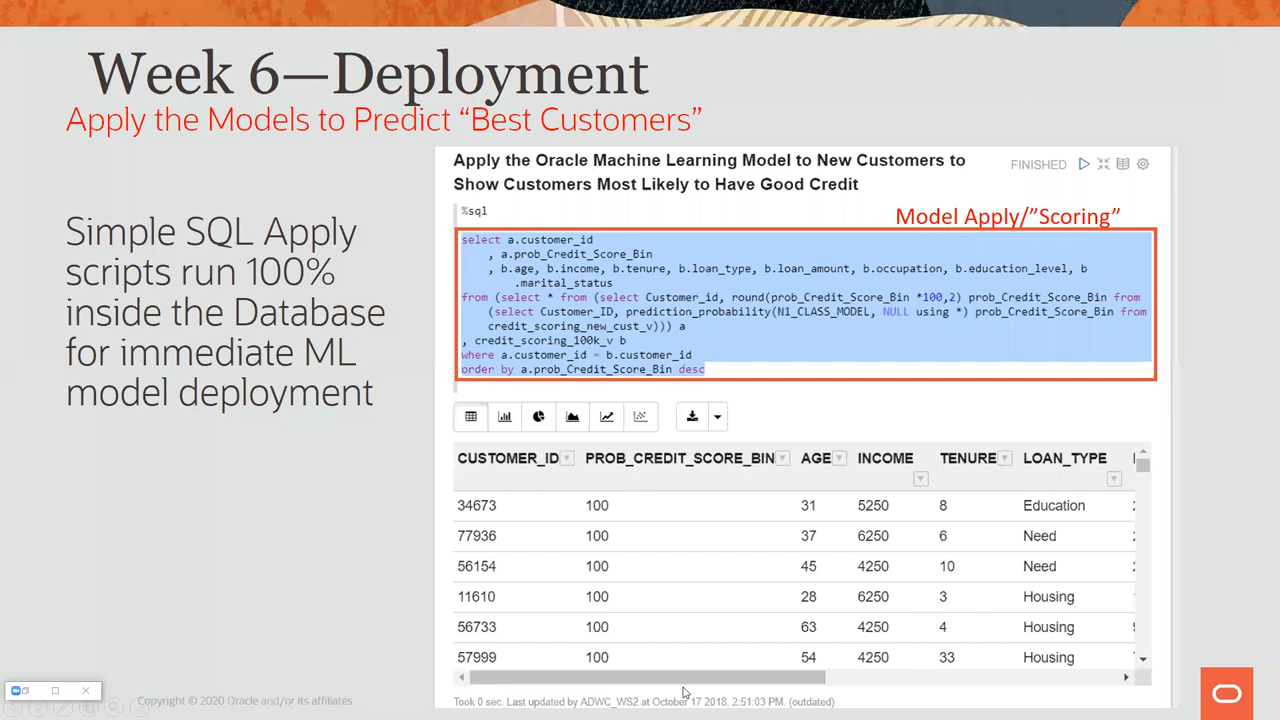 Week 6—Deployment
Apply the Models to Predict “Best Customers”
Simple SQL Apply
scripts run 100%
inside the Database
for immediate ML
model deployment
Apply the Oracle Machine Learning Model to New Customers to
Show Customers Most Likely to Have Good Credit
FINISHED
%sql
Model Apply/”Scoring”
select a.customer_id
, a.prob_Credit_Score_Bin
, b.age, b.income, b.tenure, b.loan_type, b.loan_amount, b.occupation, b.education_level, b
.marital_status
from (select * from (select Customer_id, round(prob_Credit_Score_Bin *100,2) prob_Credit_Score_Bin from
(select Customer_ID, prediction_probability(N1_CLASS_MODEL, NULL using *) prob_Credit_Score_Bin from
credit_scoring_new_cust_v))) a
, credit_scoring_100k_v b
where a.customer_id = b.customer_id
order by a.prob_Credit_Score_Bin desc
CUSTOMER_ID PROB_CREDIT_SCORE_BIN AGE INCOME TENURE LOAN_TYPE
34673 100 31 5250 8 Education
77936 100 37 6250 6 Need
56154 100 45 4250 10 Need
11610 100 28 6250 3 Housing
56733 100 63 4250 4 Housing
57999 100 54 4250 33 Housing
Took 0 sec. Last updated by ADWC_WS2 at October 17 2018, 2:51:03 PM. (outdated)
Copyright © 2020 Oracle and/or its affiliates.